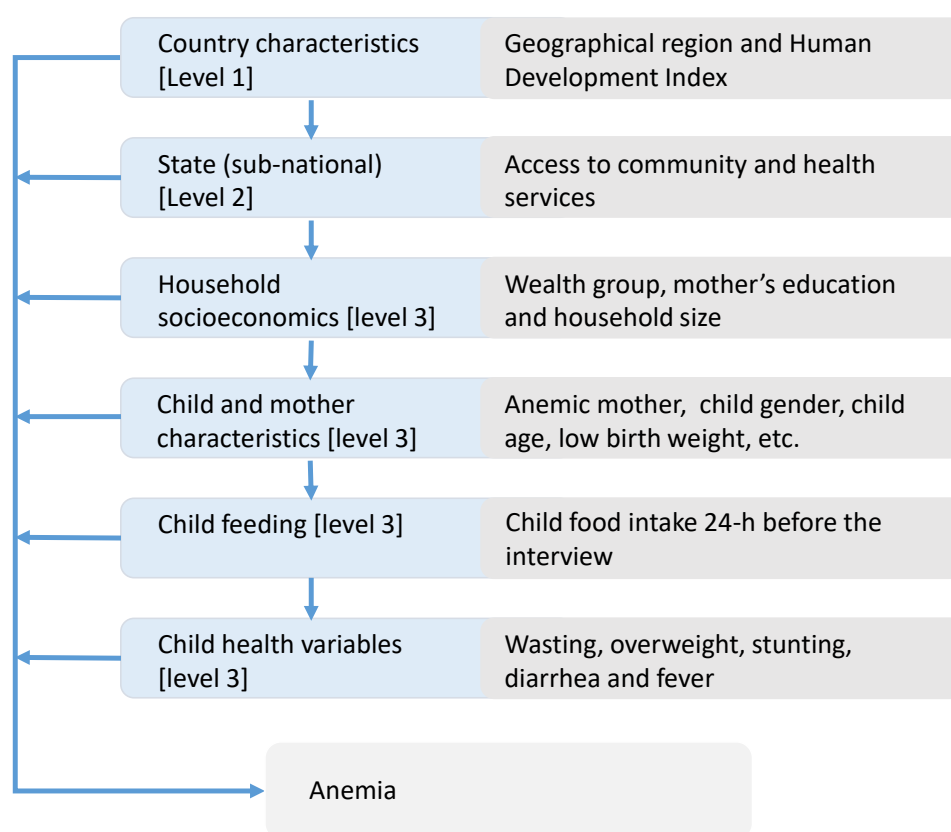 Country characteristics
[Level 1]
Geographical region and Human
Development Index
State (sub-national)
[Level 2]
Access to community and health
services
Household
socioeconomics [level 3]
Wealth group, mother’s education
and household size
Child and mother
characteristics [level 3]
Anemic mother,  child gender, child
age, low birth weight, etc.
Child feeding [level 3]
Child food intake 24-h before the
interview
Child health variables
[level 3]
Wasting, overweight, stunting,
diarrhea and fever
Anemia